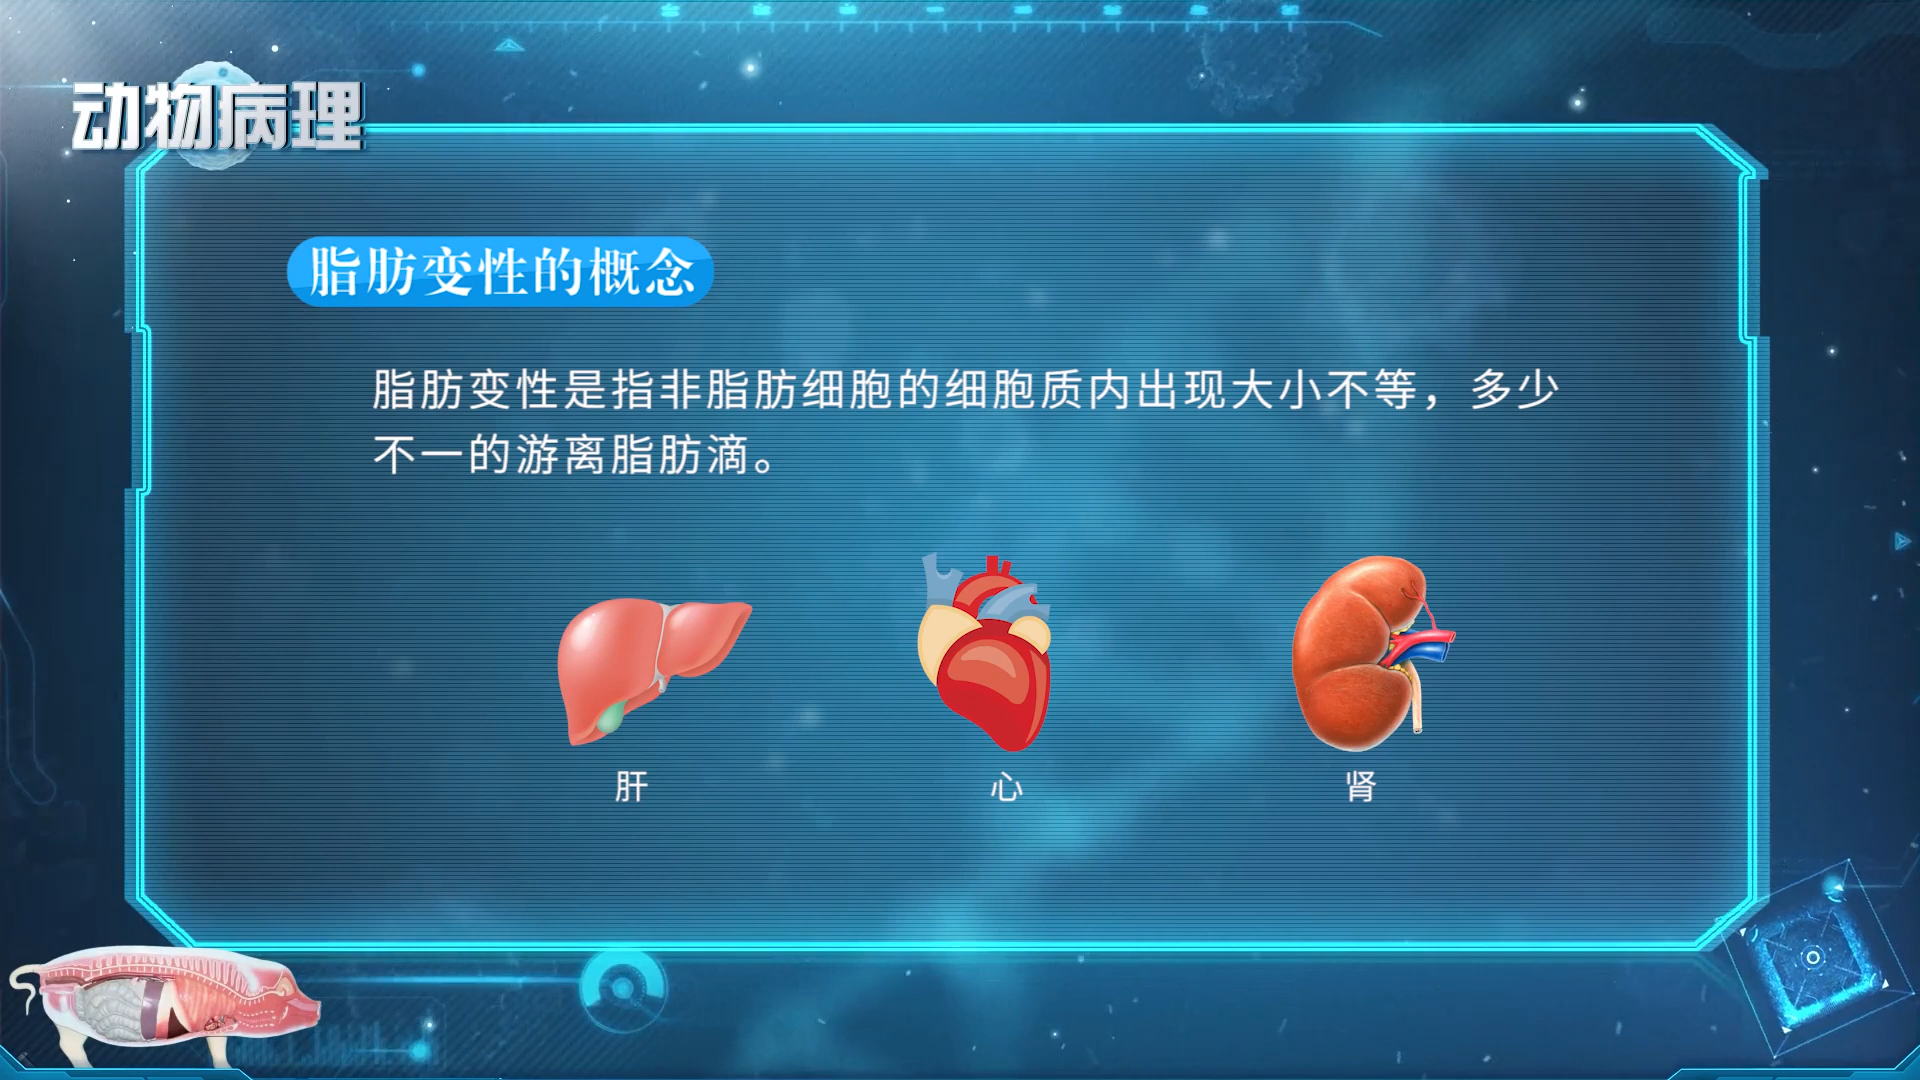 动物病理
脂肪变性的概念
脂肪变性是指非脂肪细胞的细胞质内出现大小不等，多少
不一的游离脂肪滴。
肝
心
肾